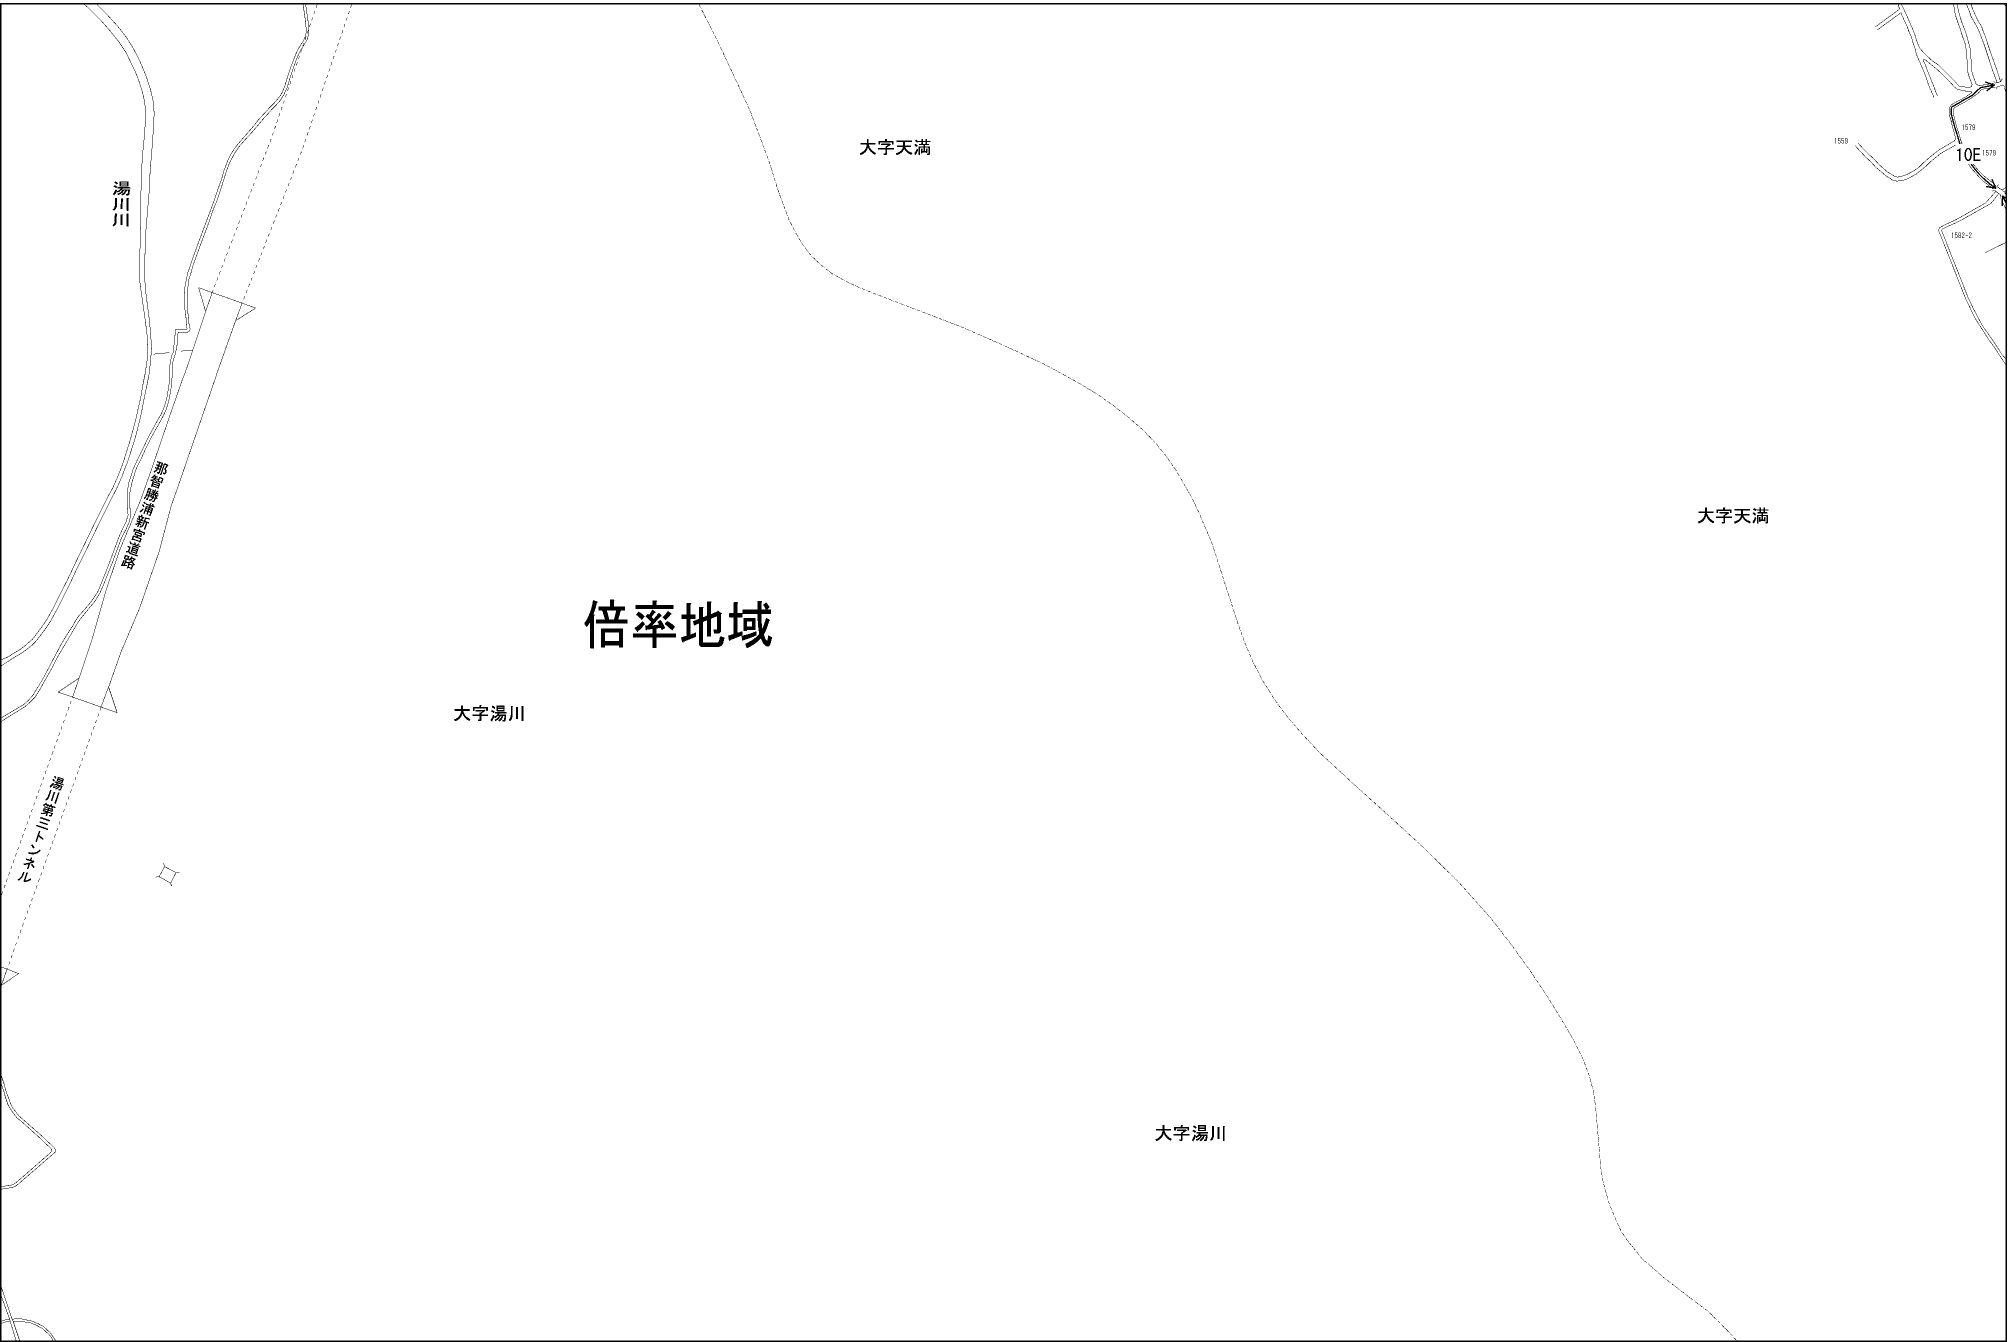 大字天満
1579
1559
10E
1579
湯川川
1582-2
大字天満
那智勝浦新宮道路
倍率地域
大字湯川
湯川第三トンネル
大字湯川